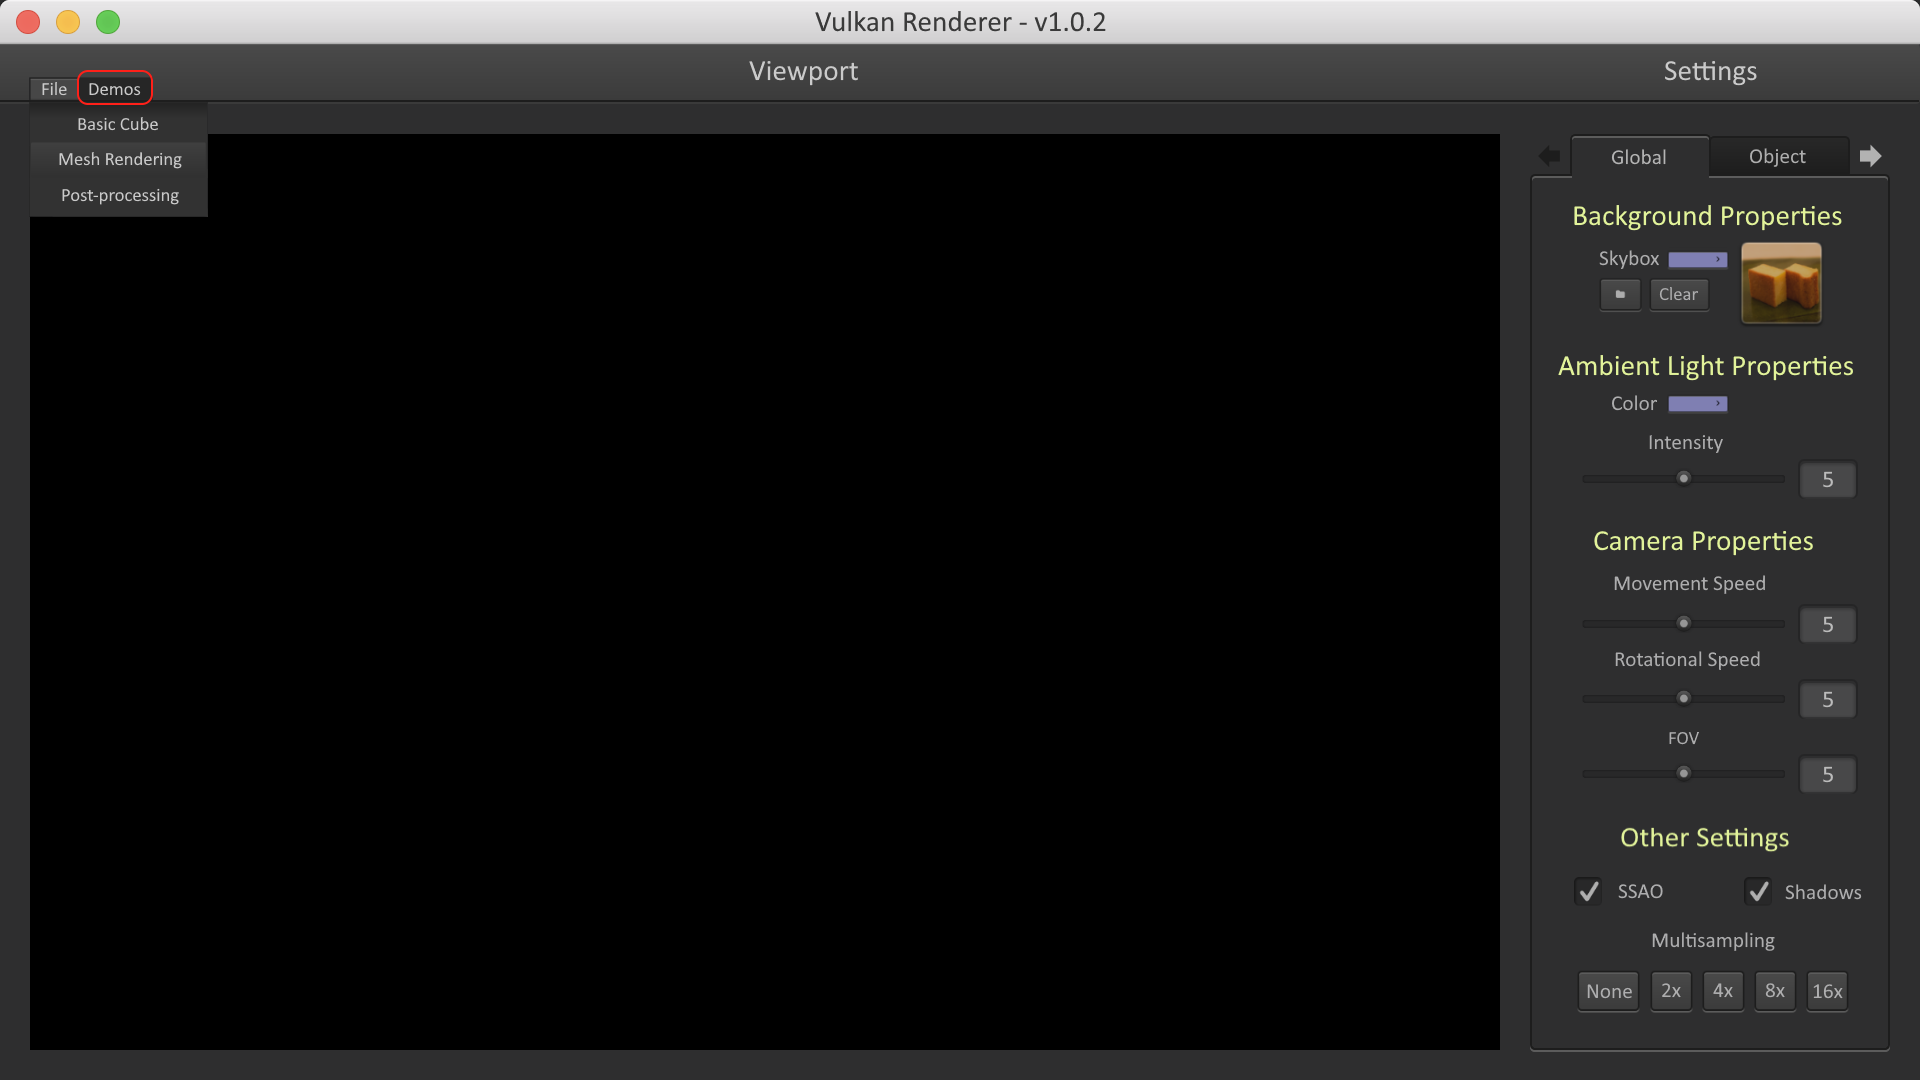 Vulkan Renderer - v1.0.2
Viewport
Settings
File Demos
Basic Cube
Mesh Rendering
Post-processing
Global Object
Background Properties
Skybox
Clear
Ambient Light Properties
Color
Intensity
5
Camera Properties
Movement Speed
5
Rotational Speed
5
FOV
5
Other Settings
SSAO Shadows
Multisampling
None 2x 4x 8x 16x